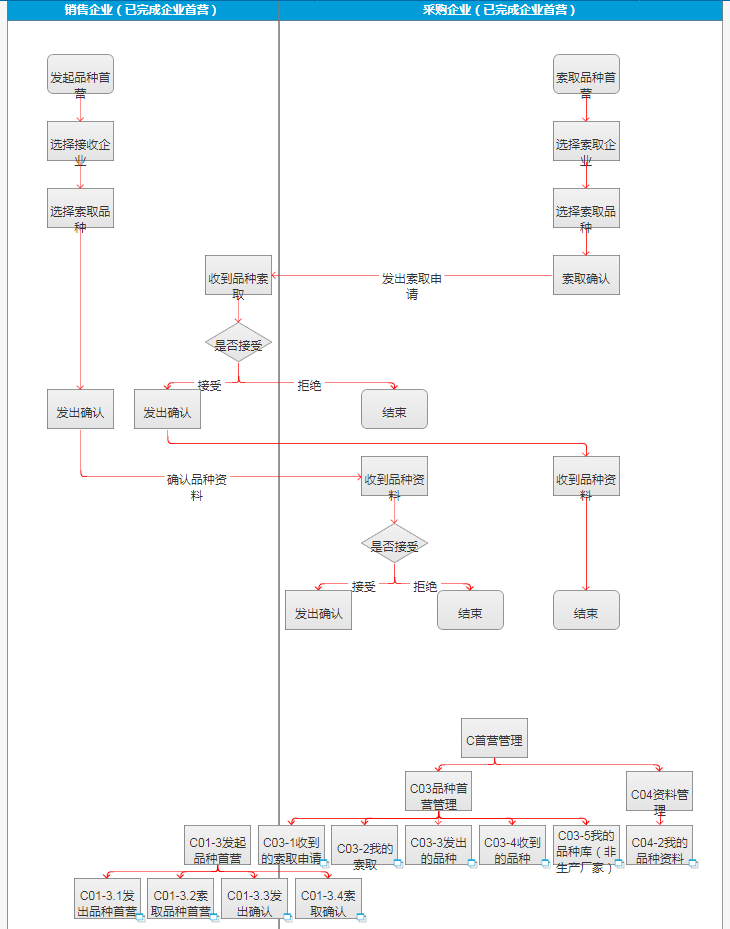 销售企业（已完成企业首营）
采购企业（已完成企业首营）
发起品种首
营
索取品种首
营
选择接收企
业
选择索取企
业
选择索取品
种
选择索取品
种
收到品种索
取
发出索取申
请
索取确认
是否接受
接受
拒绝
发出确认
发出确认
结束
确认品种资
料
收到品种资
料
收到品种资
料
是否接受
接受
拒绝
发出确认
结束
结束
C首营管理
C03品种首
营管理
C04资料管
理
C01-3发起
品种首营
C03-1收到
的索取申请
C03-2我的
索取
C03-3发出
的品种
C03-4收到
的品种
C03-5我的
品种库（非
生产厂家）
C04-2我的
品种资料
C01-3.1发
出品种首营
C01-3.2索
取品种首营
C01-3.3发
出确认
C01-3.4索
取确认